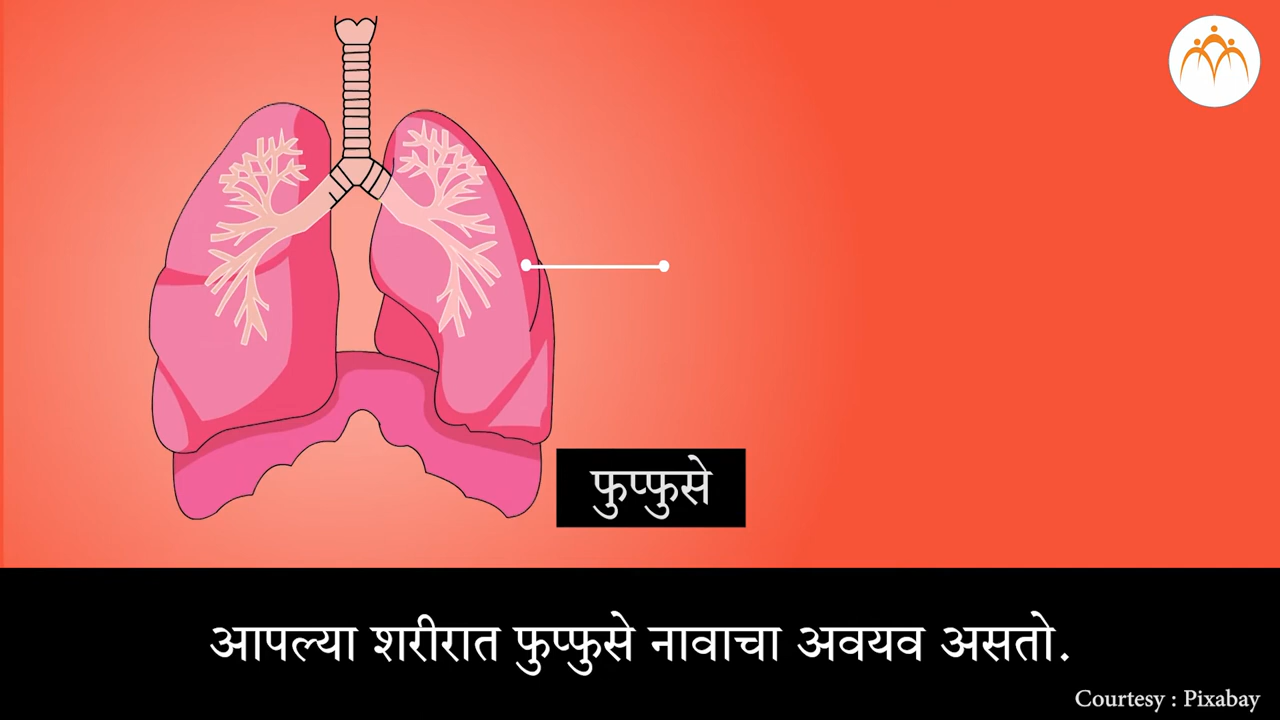 फुप्फुसे
आपल्या शरीरात फुप्फुसे नावाचा अवयव असतो.
Courtesy : Pixabay